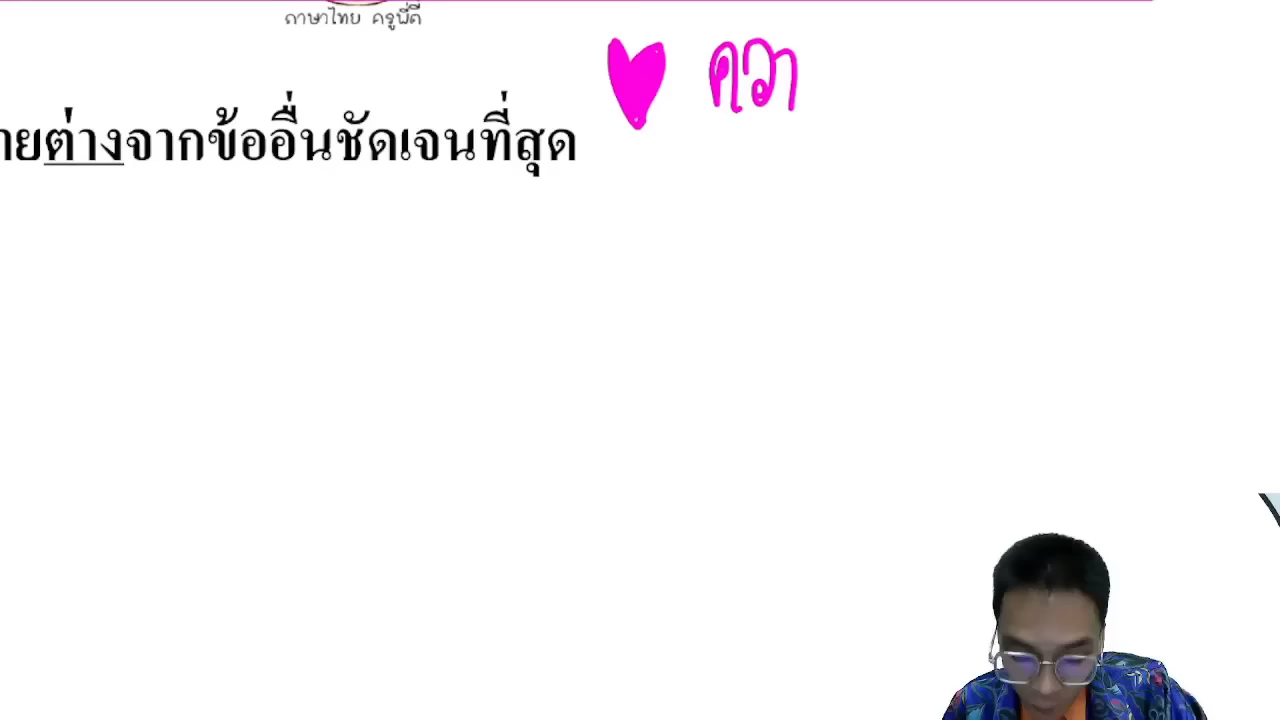 ภาษาไทย ครูพี่ดี
ายต่างจากข้ออื่นชัดเจนที่สุด
ควา